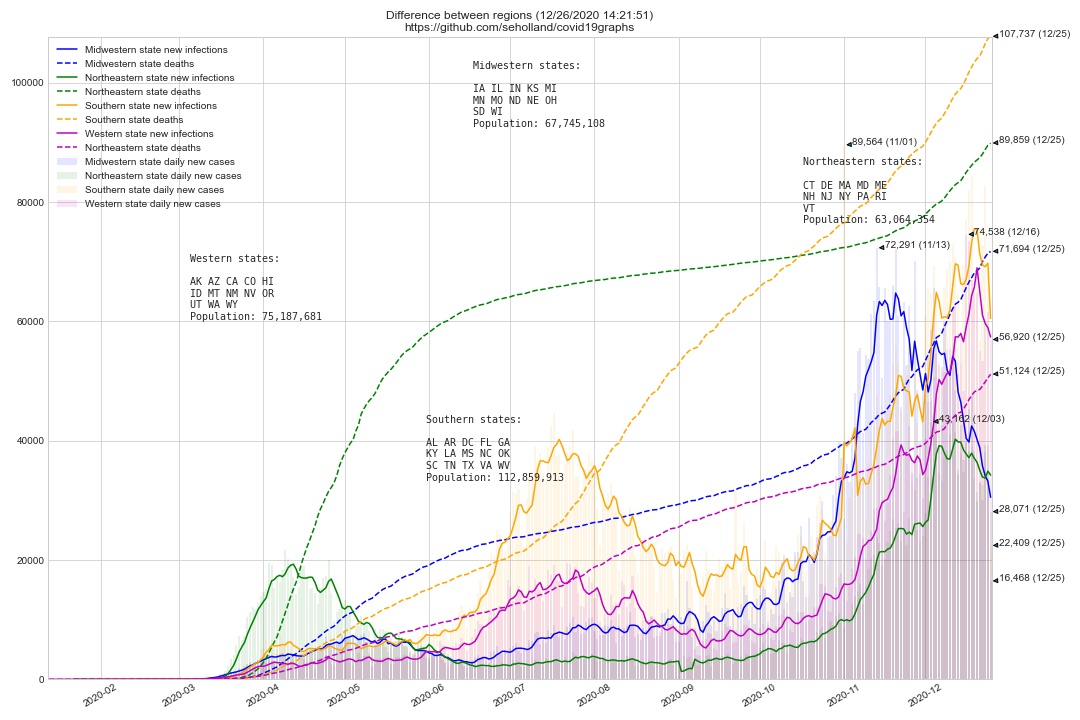 Difference between regions (12/26/2020 14:21:51)
https://github.com/seholland/covid19graphs
Midwestern state new infections
Midwestern state deaths
Northeastern state new infections
Northeastern state deaths
Southern state new infections
Southern state deaths
Western state new infections
Northeastern state deaths
Midwestern state daily new cases
Northeastern state daily new cases
Southern state daily new cases
Western state daily new cases
Midwestern states:
IA IL IN KS MI
MN MO ND NE OH
SD WI
Population: 67,745,108
Northeastern states:
CT DE MA MD ME
NH NJ NY PA RI
VT
Population: 63,064,354
Western states:
AK AZ CA CO HI
ID MT NM NV OR
UT WA WY
Population: 75,187,681
Southern states:
AL AR DC FL GA
KY LA MS NC OK
SC TN TX VA WV
Population: 112,859,913
107,737 (12/25)
89,564 (11/01)
89,859 (12/25)
74,538 (12/16)
72,291 (11/13)
71,694 (12/25)
56,920 (12/25)
51,124 (12/25)
43,162 (12/03)
28,071 (12/25)
22,409 (12/25)
16,468 (12/25)
100000
80000
60000
40000
20000
0
2020-02
2020-03
2020-04
2020-05
2020-06
2020-07
2020-08
2020-09
2020-10
2020-11
2020-12